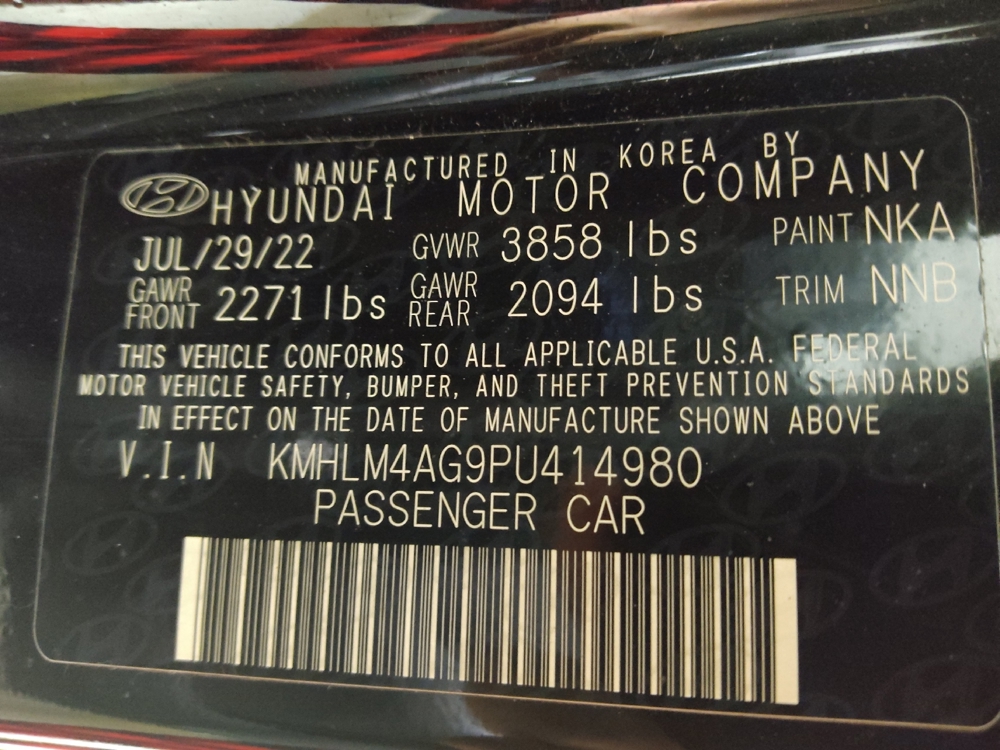 MANUFACTURED IN KOREA BY
HYUNDAI MOTOR COMPANY
JUL/29/22 GVWR 3858 lbs PAINT NKA
GAWR FRONT 2271 lbs GAWR REAR 2094 lbs TRIM NNB
THIS VEHICLE CONFORMS TO ALL APPLICABLE U.S.A. FEDERAL
MOTOR VEHICLE SAFETY, BUMPER, AND THEFT PREVENTION STANDARDS
IN EFFECT ON THE DATE OF MANUFACTURE SHOWN ABOVE
V.I.N KMHLM4AG9PU414980
PASSENGER CAR